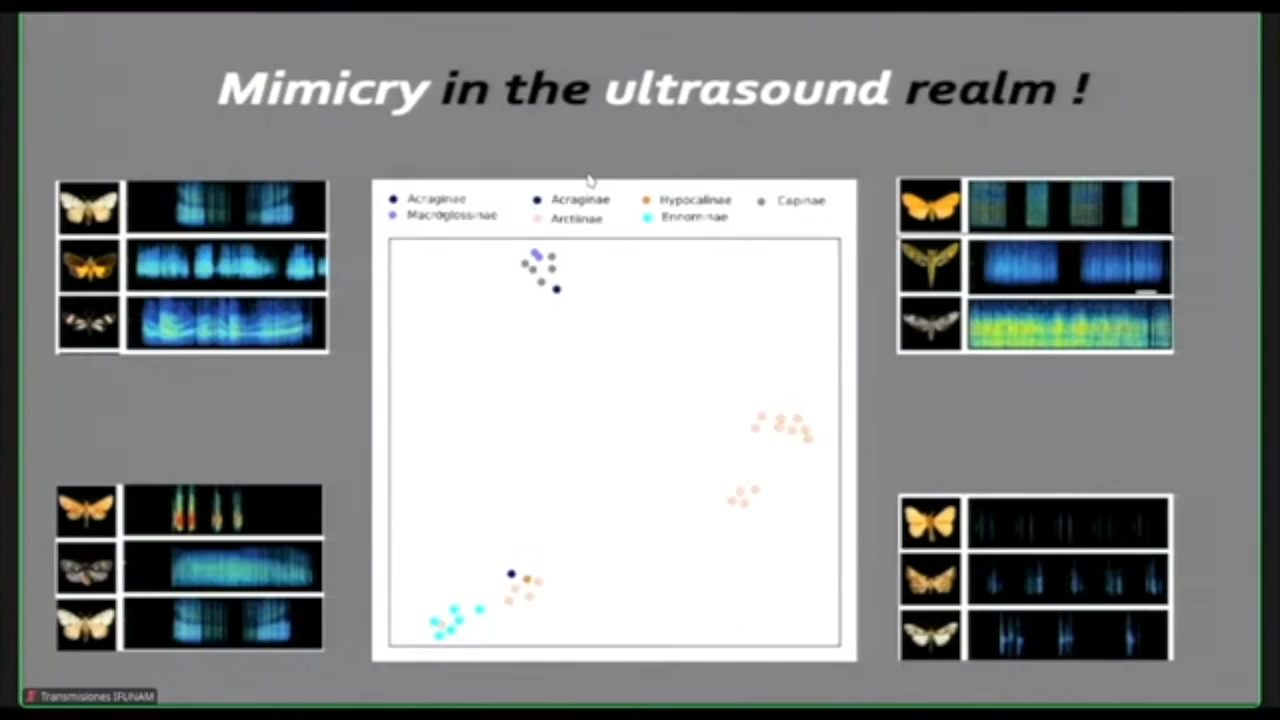 Mimicry in the ultrasound realm !
Acraginae Acraginae Hypocalinae Capinae
Macroglossinae Arctiinae Ennominae
Transmisiones IFUNAM